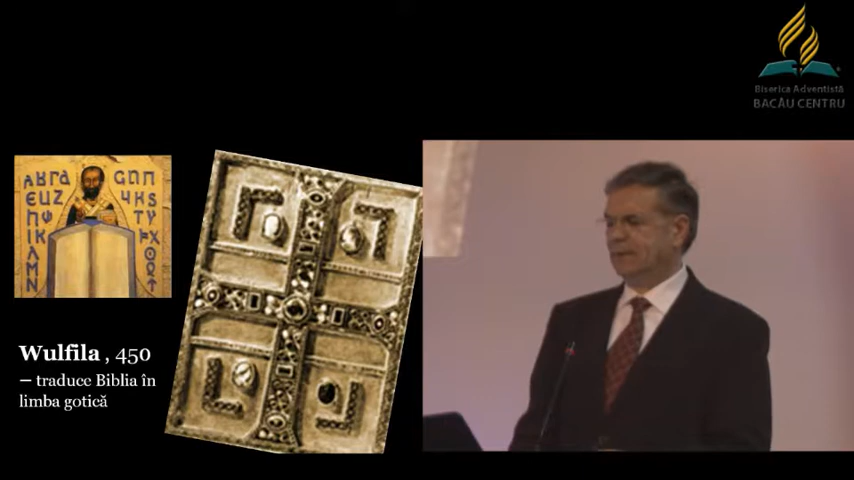 Biserica Adventistă
BACĂU CENTRU
Wulfila , 450
– traduce Biblia în
limba gotică